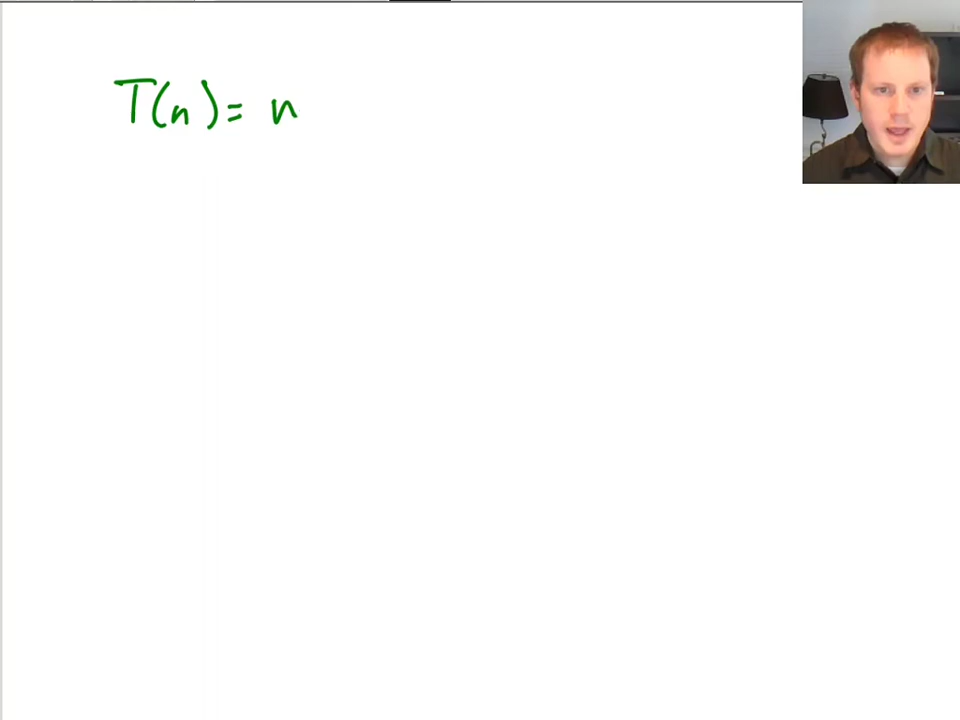 T(n) = n